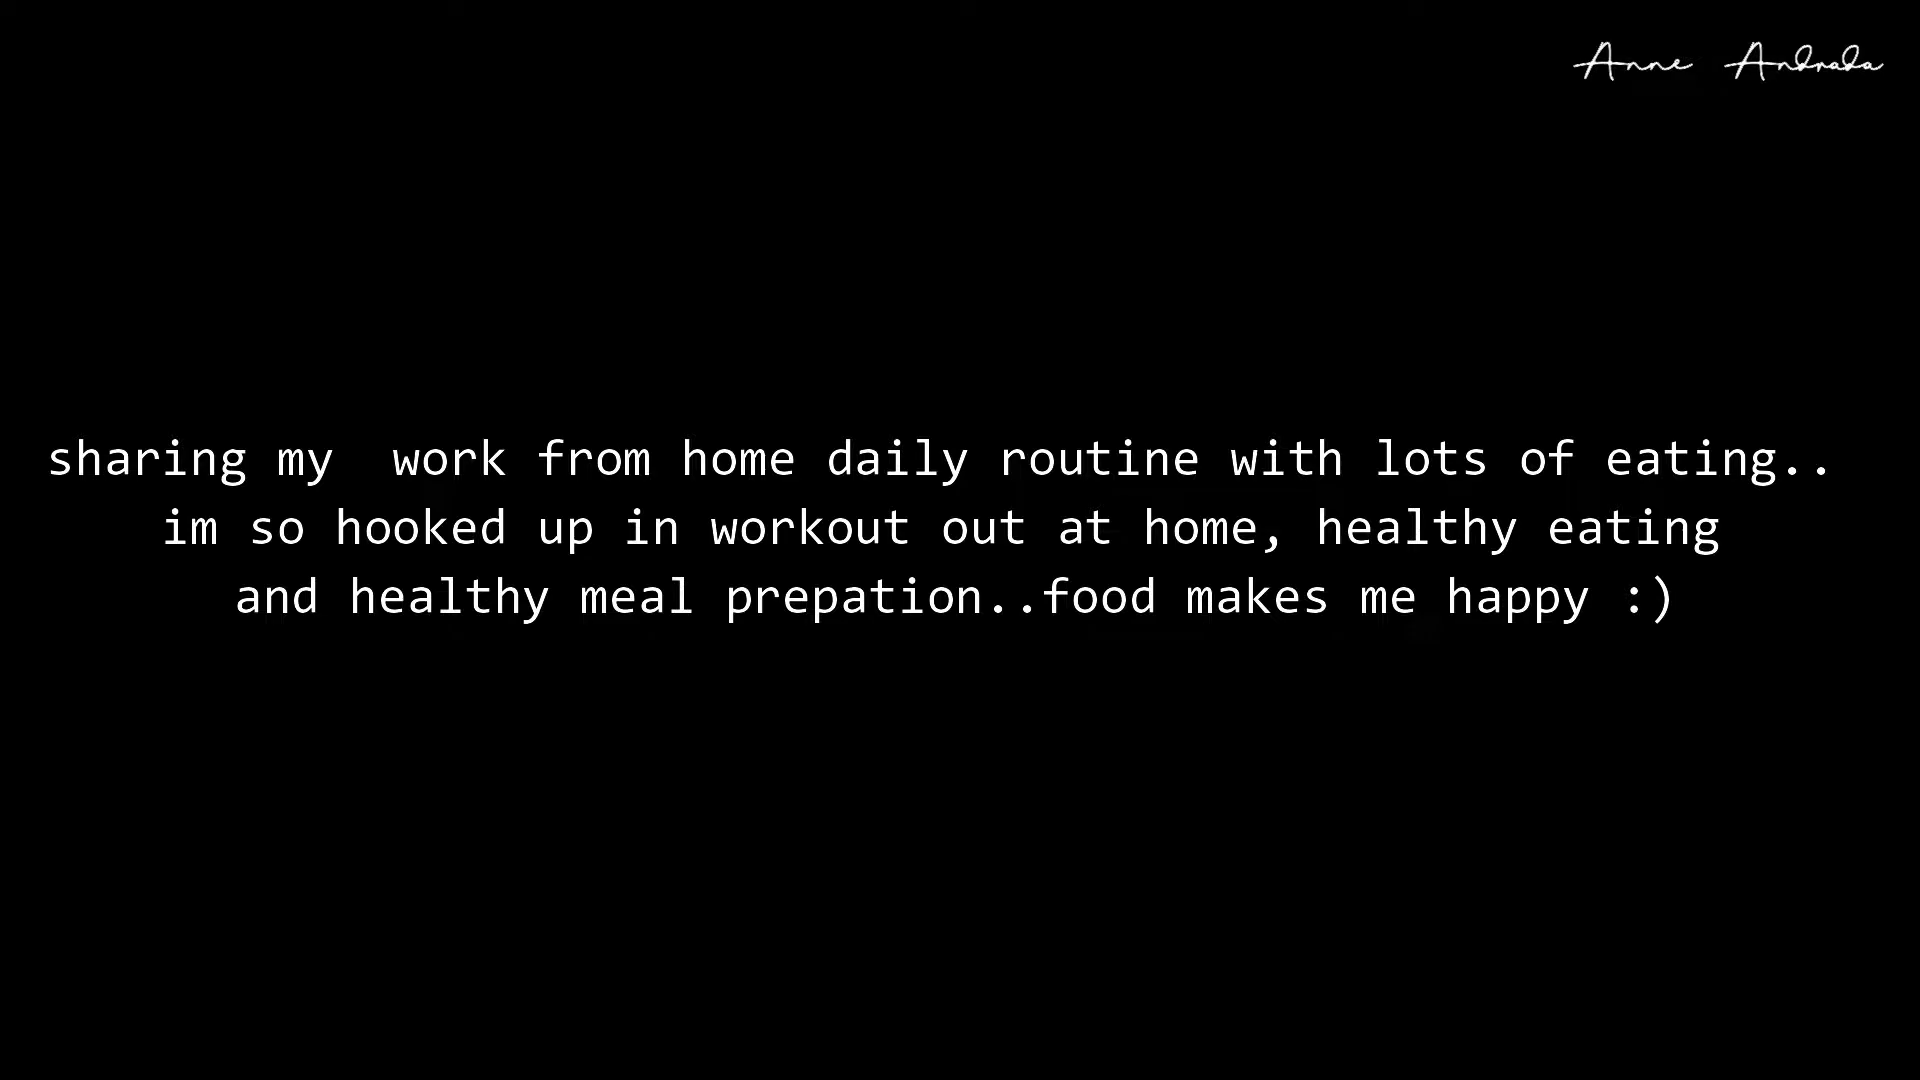 Anne Andrada
sharing my  work from home daily routine with lots of eating..
im so hooked up in workout out at home, healthy eating
and healthy meal prepation..food makes me happy :)